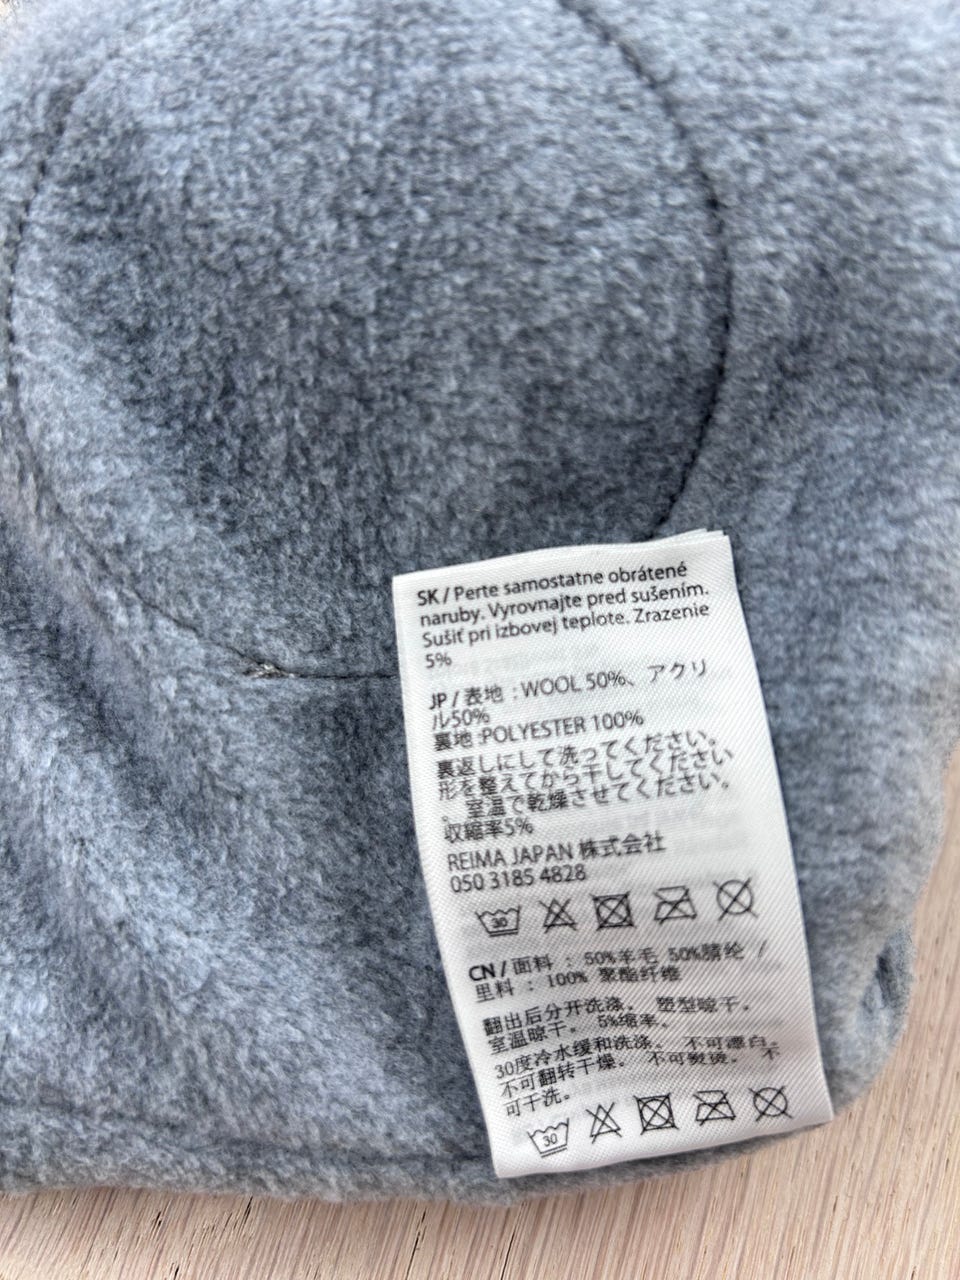 SK / Perte samostatne obrátené
naruby. Vyrovnajte pred sušením.
Sušiť pri izbovej teplote. Zrazenie
5%
JP / 表地 : WOOL 50%、アクリ
ル50%
裏地 :POLYESTER 100%
裏返しにして洗ってください。
形を整えてから干してください
。 室温で乾燥させてください。
収縮率5%
REIMA JAPAN 株式会社
050 3185 4828
30
CN / 面料 : 50%羊毛 50%腈纶 /
里料 : 100% 聚酯纤维
翻出后分开洗涤。 塑型晾干。
室温晾干。 5%缩率。
30度冷水缓和洗涤。 不可漂白。
不可翻转干燥。 不可熨烫。 不
可干洗。
30